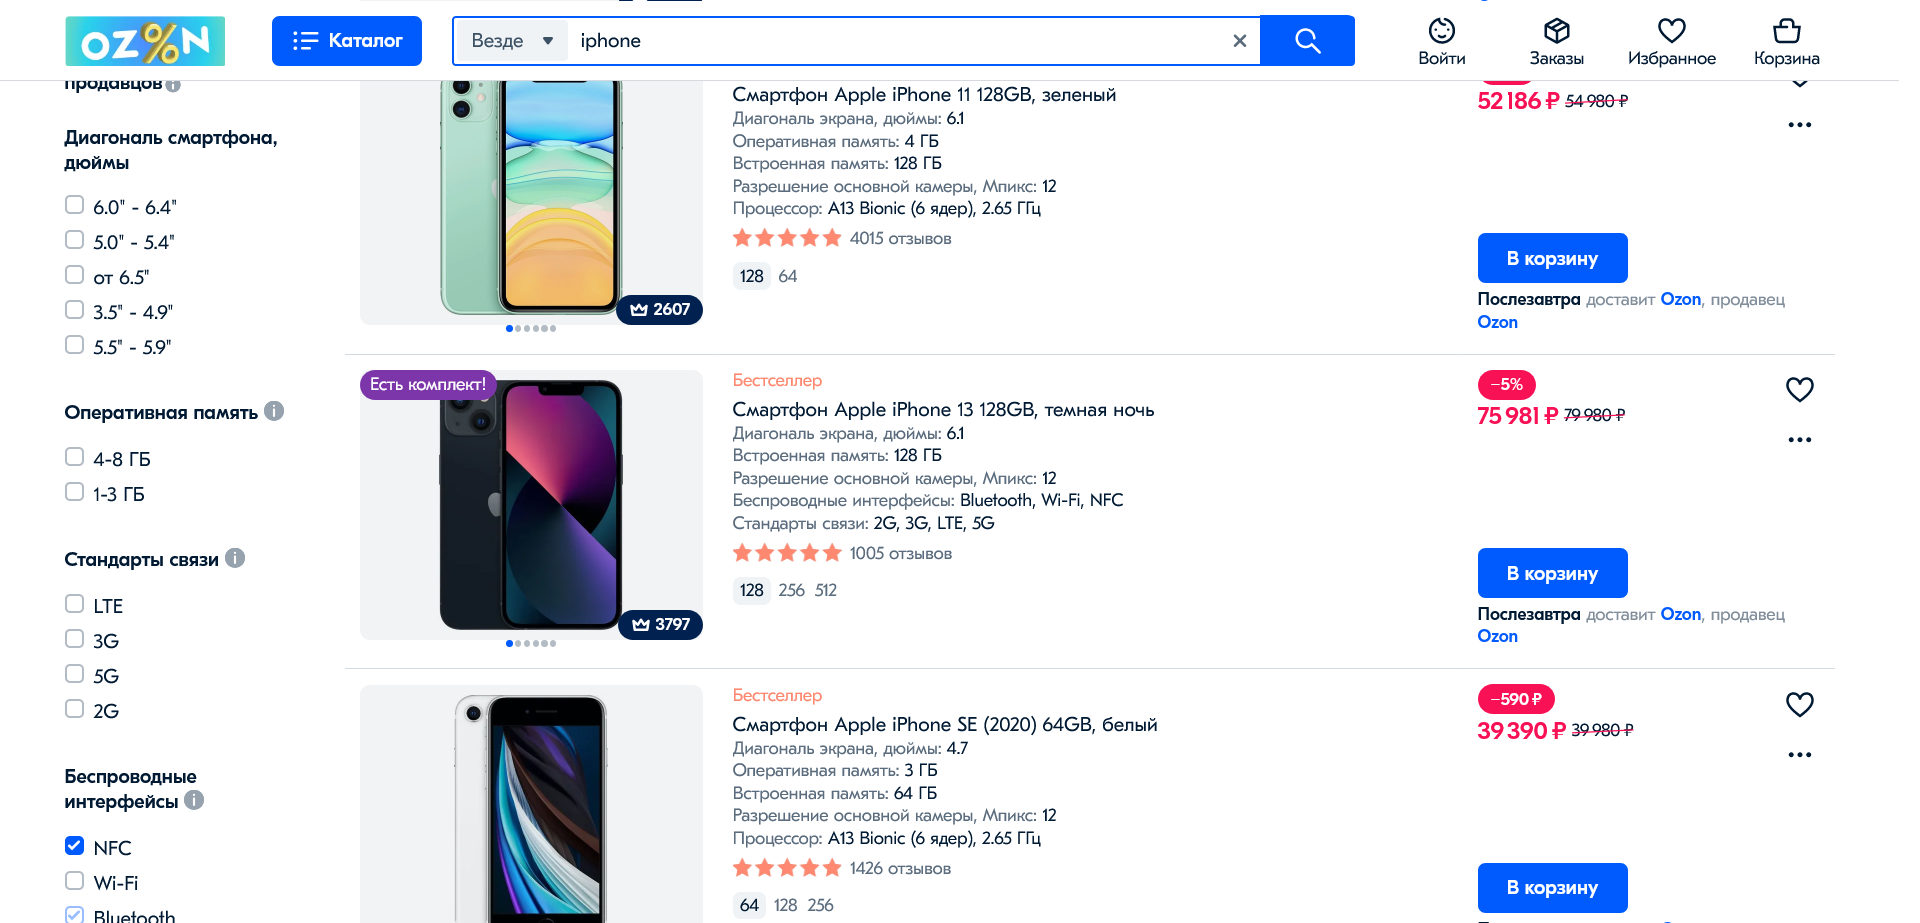 OZ%N
Каталог
Везде
iphone
Войти
Заказы
Избранное
Корзина
продавцов
Диагональ смартфона,
дюймы
6.0" - 6.4"
5.0" - 5.4"
от 6.5"
3.5" - 4.9"
5.5" - 5.9"
Оперативная память
4-8 ГБ
1-3 ГБ
Стандарты связи
LTE
3G
5G
2G
Беспроводные
интерфейсы
NFC
Wi-Fi
Bluetooth
2607
Смартфон Apple iPhone 11 128GB, зеленый
Диагональ экрана, дюймы: 6.1
Оперативная память: 4 ГБ
Встроенная память: 128 ГБ
Разрешение основной камеры, Мпикс: 12
Процессор: A13 Bionic (6 ядер), 2.65 ГГц
4015 отзывов
128 64
52 186 ₽ 54 980 ₽
В корзину
Послезавтра доставит Ozon, продавец
Ozon
Есть комплект!
3797
Бестселлер
Смартфон Apple iPhone 13 128GB, темная ночь
Диагональ экрана, дюймы: 6.1
Встроенная память: 128 ГБ
Разрешение основной камеры, Мпикс: 12
Беспроводные интерфейсы: Bluetooth, Wi-Fi, NFC
Стандарты связи: 2G, 3G, LTE, 5G
1005 отзывов
128 256 512
−5%
75 981 ₽ 79 980 ₽
В корзину
Послезавтра доставит Ozon, продавец
Ozon
Бестселлер
Смартфон Apple iPhone SE (2020) 64GB, белый
Диагональ экрана, дюймы: 4.7
Оперативная память: 3 ГБ
Встроенная память: 64 ГБ
Разрешение основной камеры, Мпикс: 12
Процессор: A13 Bionic (6 ядер), 2.65 ГГц
1426 отзывов
64 128 256
−590 ₽
39 390 ₽ 39 980 ₽
В корзину